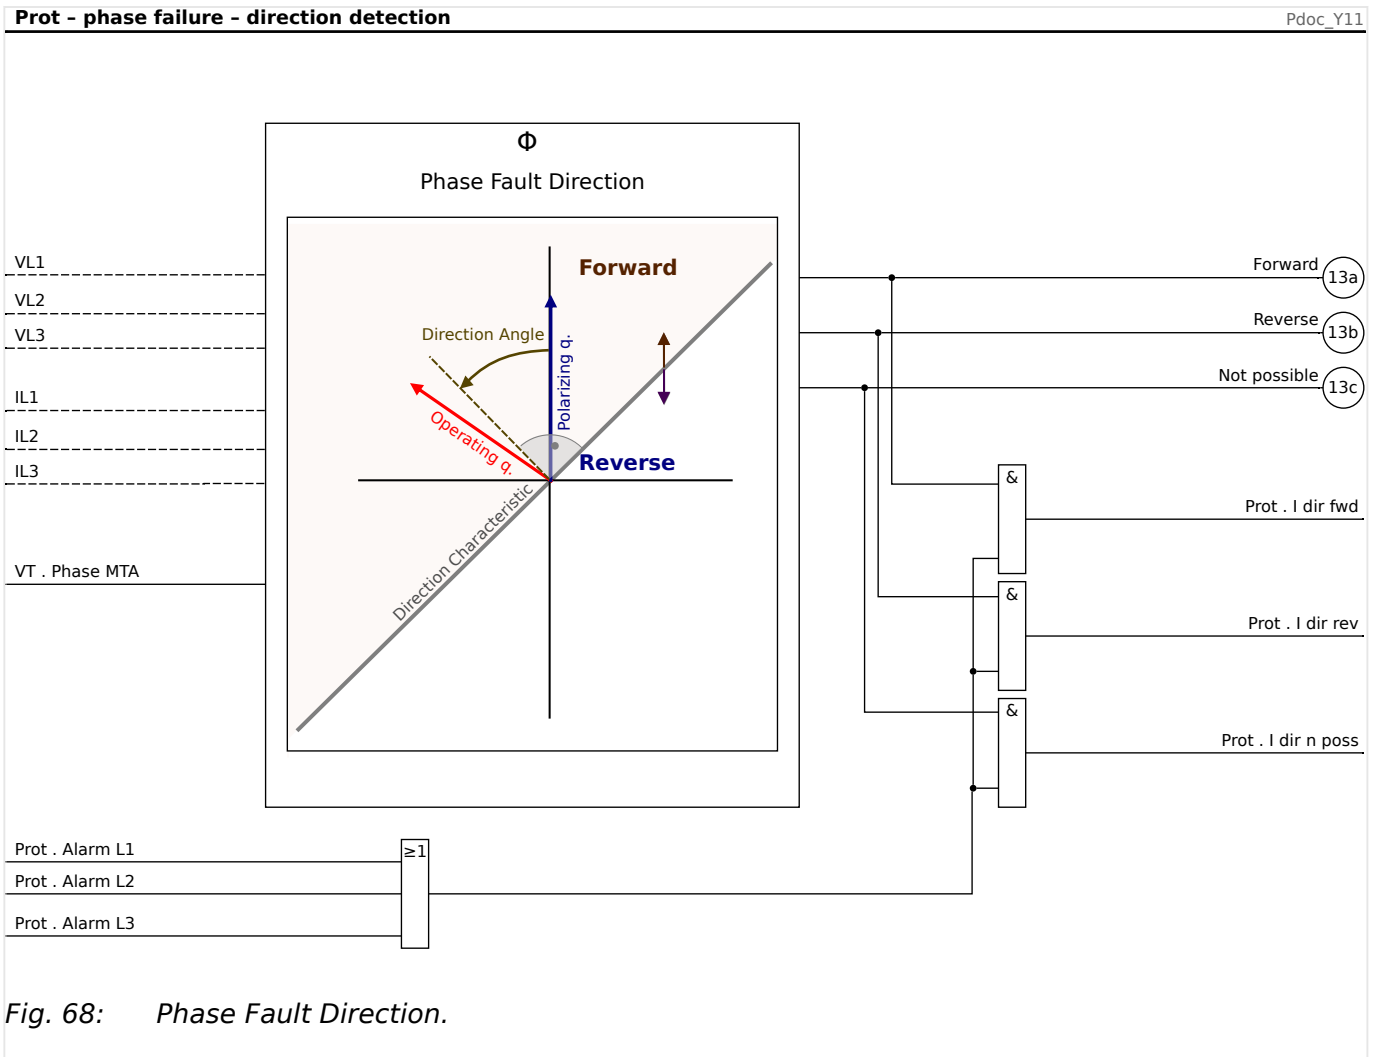 Prot – phase failure – direction detection
Pdoc_Y11
Φ
Phase Fault Direction
VL1
VL2
VL3
IL1
IL2
IL3
VT . Phase MTA
Forward
Direction Angle
Polarizing q.
Operating q.
Reverse
Direction Characteristic
Forward
13a
Reverse
13b
Not possible
13c
&
Prot . I dir fwd
&
Prot . I dir rev
&
Prot . I dir n poss
Prot . Alarm L1
≥1
Prot . Alarm L2
Prot . Alarm L3
Fig. 68: Phase Fault Direction.